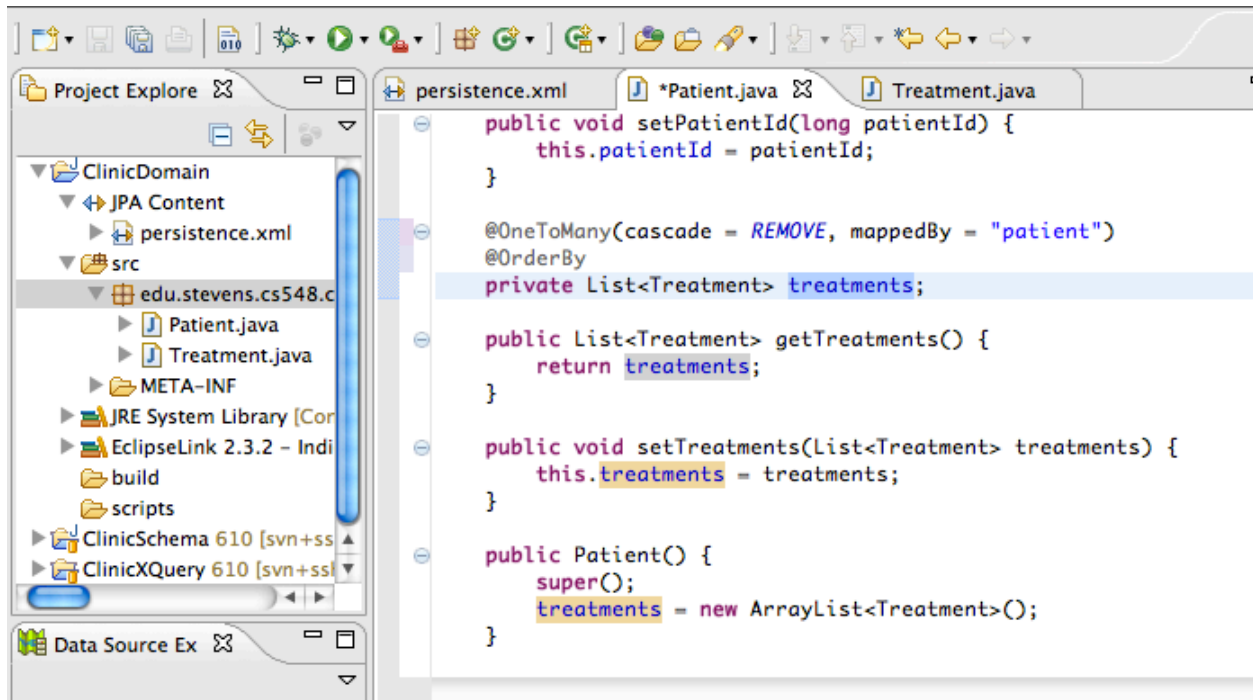 010
Project Explore
persistence.xml
*Patient.java
Treatment.java
ClinicDomain
JPA Content
persistence.xml
src
edu.stevens.cs548.c
Patient.java
Treatment.java
META-INF
JRE System Library [Cor
EclipseLink 2.3.2 – Indi
build
scripts
ClinicSchema 610 [svn+ss
ClinicXQuery 610 [svn+ssl
Data Source Ex
public void setPatientId(long patientId) {
this.patientId = patientId;
}
@OneToMany(cascade = REMOVE, mappedBy = "patient")
@OrderBy
private List<Treatment> treatments;
public List<Treatment> getTreatments() {
return treatments;
}
public void setTreatments(List<Treatment> treatments) {
this.treatments = treatments;
}
public Patient() {
super();
treatments = new ArrayList<Treatment>();
}